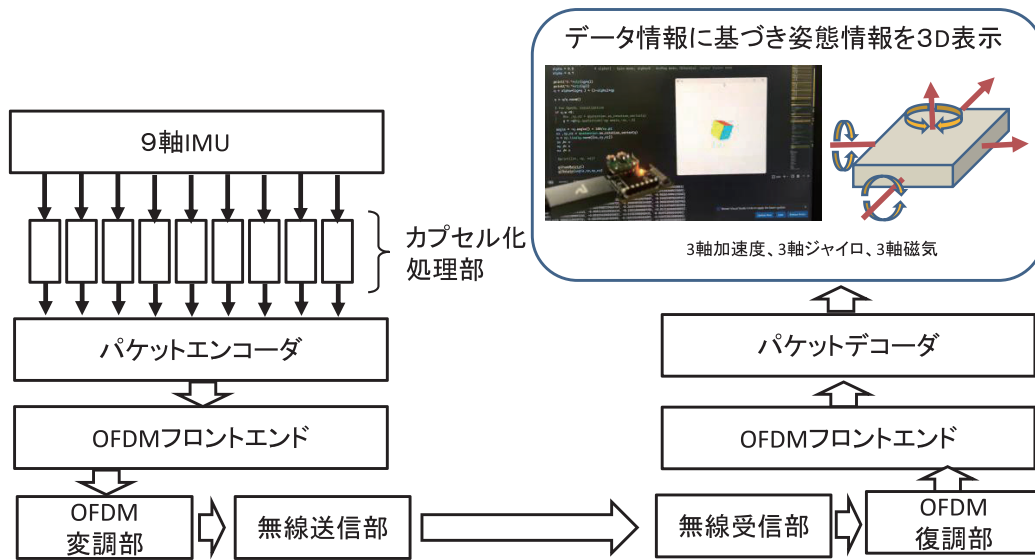 データ情報に基づき姿態情報を3D表示
3軸加速度、3軸ジャイロ、3軸磁気
9軸IMU
カプセル化
処理部
パケットエンコーダ
OFDMフロントエンド
OFDM
変調部
無線送信部
無線受信部
OFDM
復調部
OFDMフロントエンド
パケットデコーダ